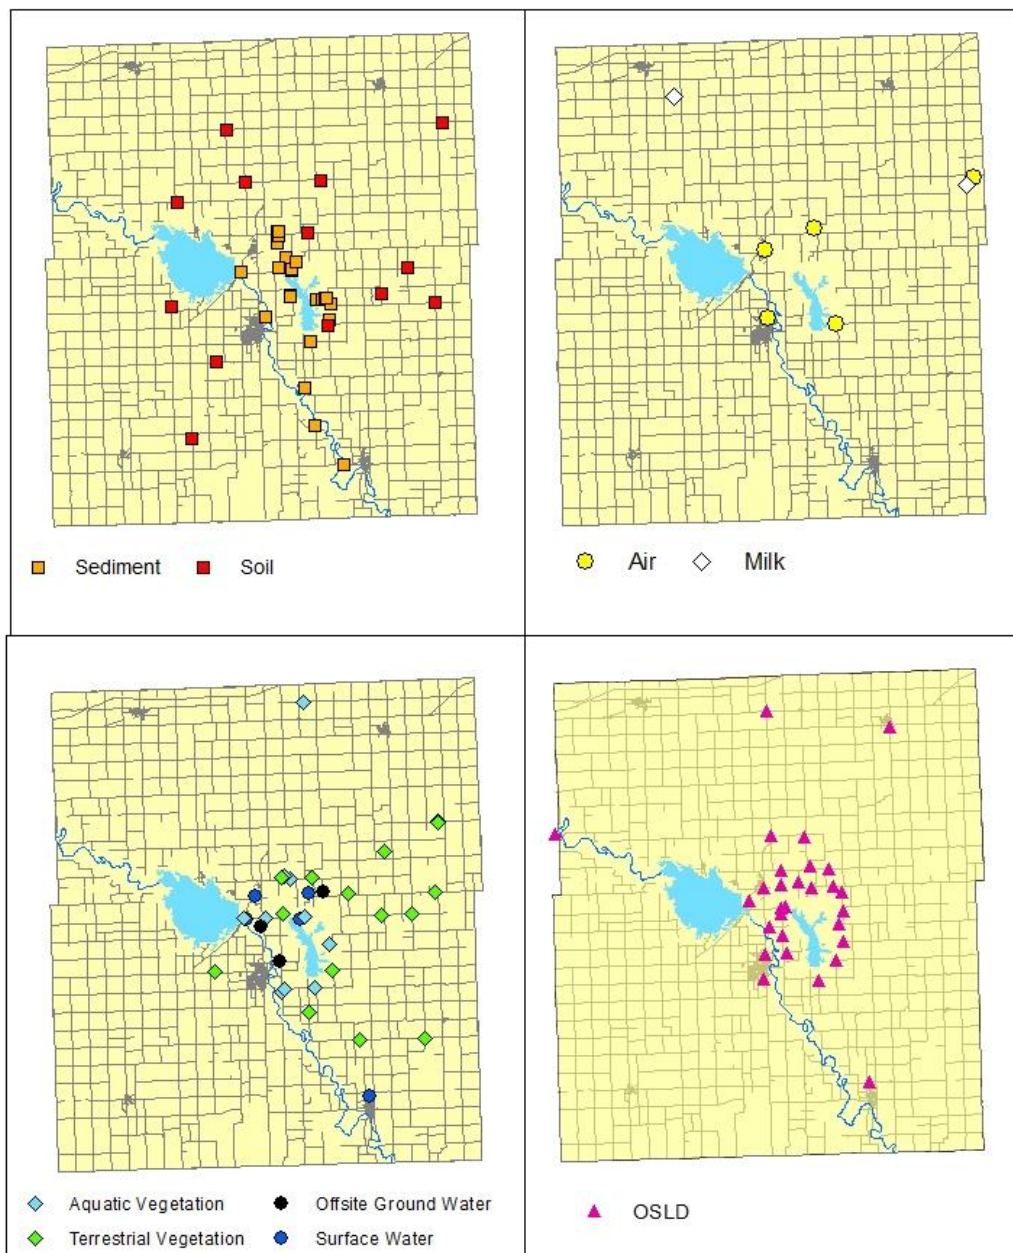 Sediment Soil
Air Milk
Aquatic Vegetation Offsite Ground Water
Terrestrial Vegetation Surface Water
OSLD